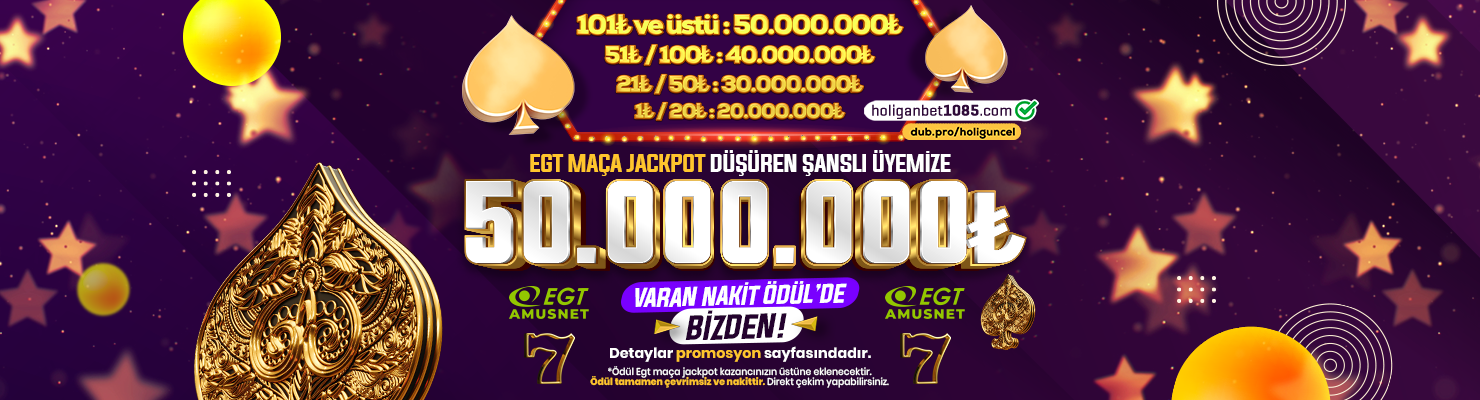 101₺ ve üstü : 50.000.000₺
51₺ / 100₺ : 40.000.000₺
21₺ / 50₺ : 30.000.000₺
1₺ / 20₺ : 20.000.000₺
holiganbet1085.com
dub.pro/holiguncel
EGT MAÇA JACKPOT DÜŞÜREN ŞANSLI ÜYEMİZE
50.000.000₺
EGT
AMUSNET
VARAN NAKİT ÖDÜL'DE
BİZDEN!
EGT
AMUSNET
7
7
Detaylar promosyon sayfasındadır.
*Ödül Egt maça jackpot kazancınızın üstüne eklenecektir.
Ödül tamamen çevrimsiz ve nakittir. Direkt çekim yapabilirsiniz.